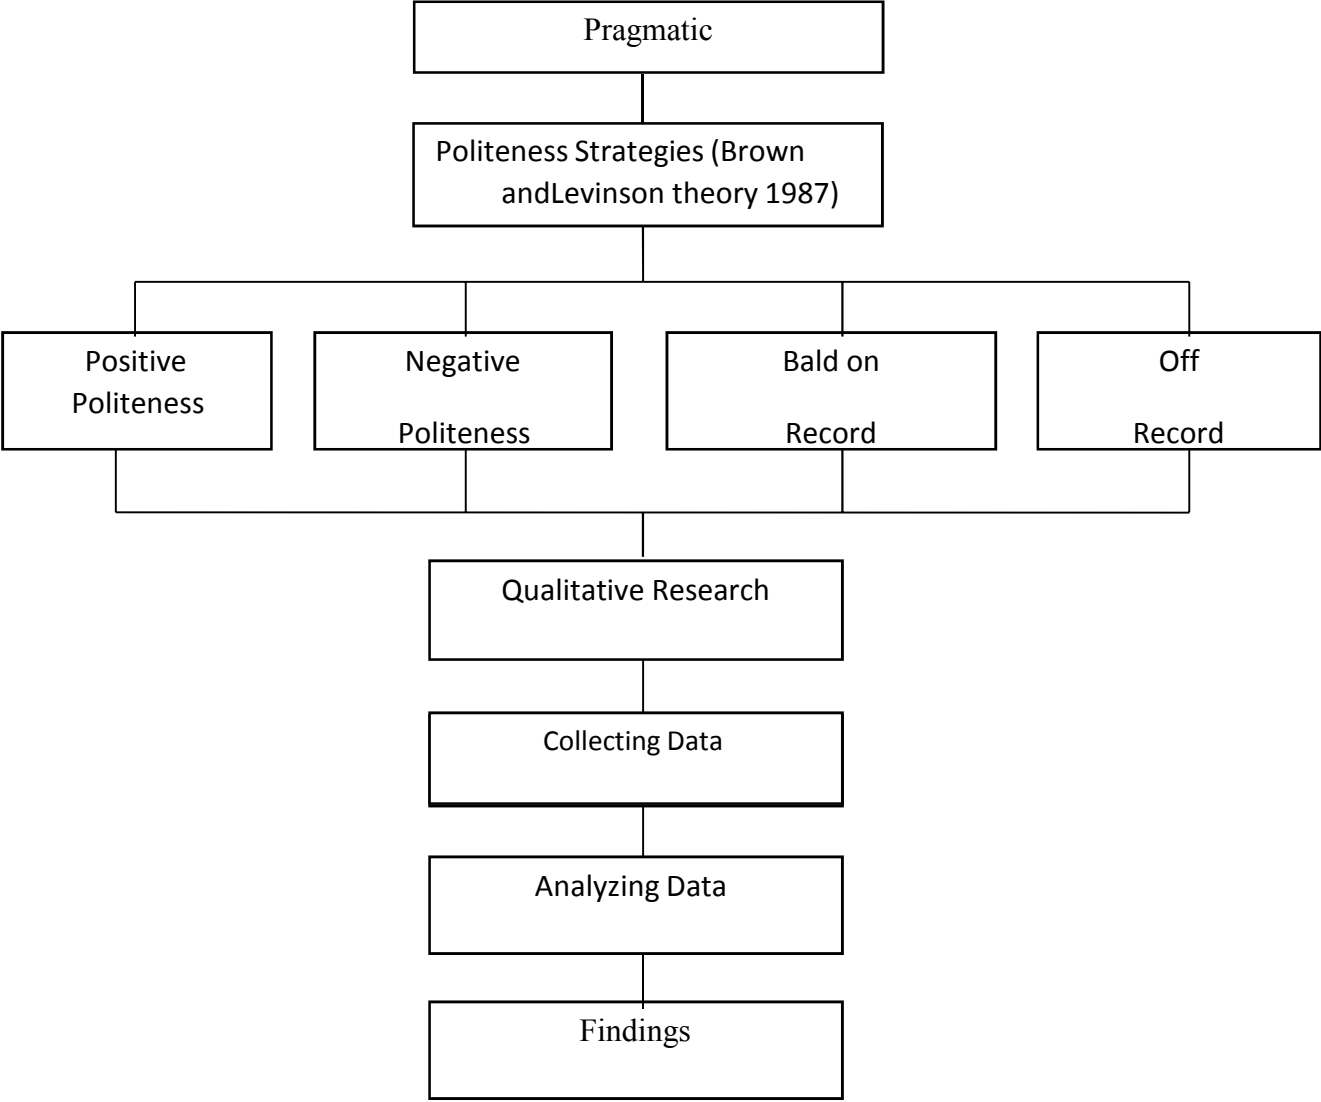 Pragmatic
Politeness Strategies (Brown
andLevinson theory 1987)
Positive
Politeness
Negative
Politeness
Bald on
Record
Off
Record
Qualitative Research
Collecting Data
Analyzing Data
Findings